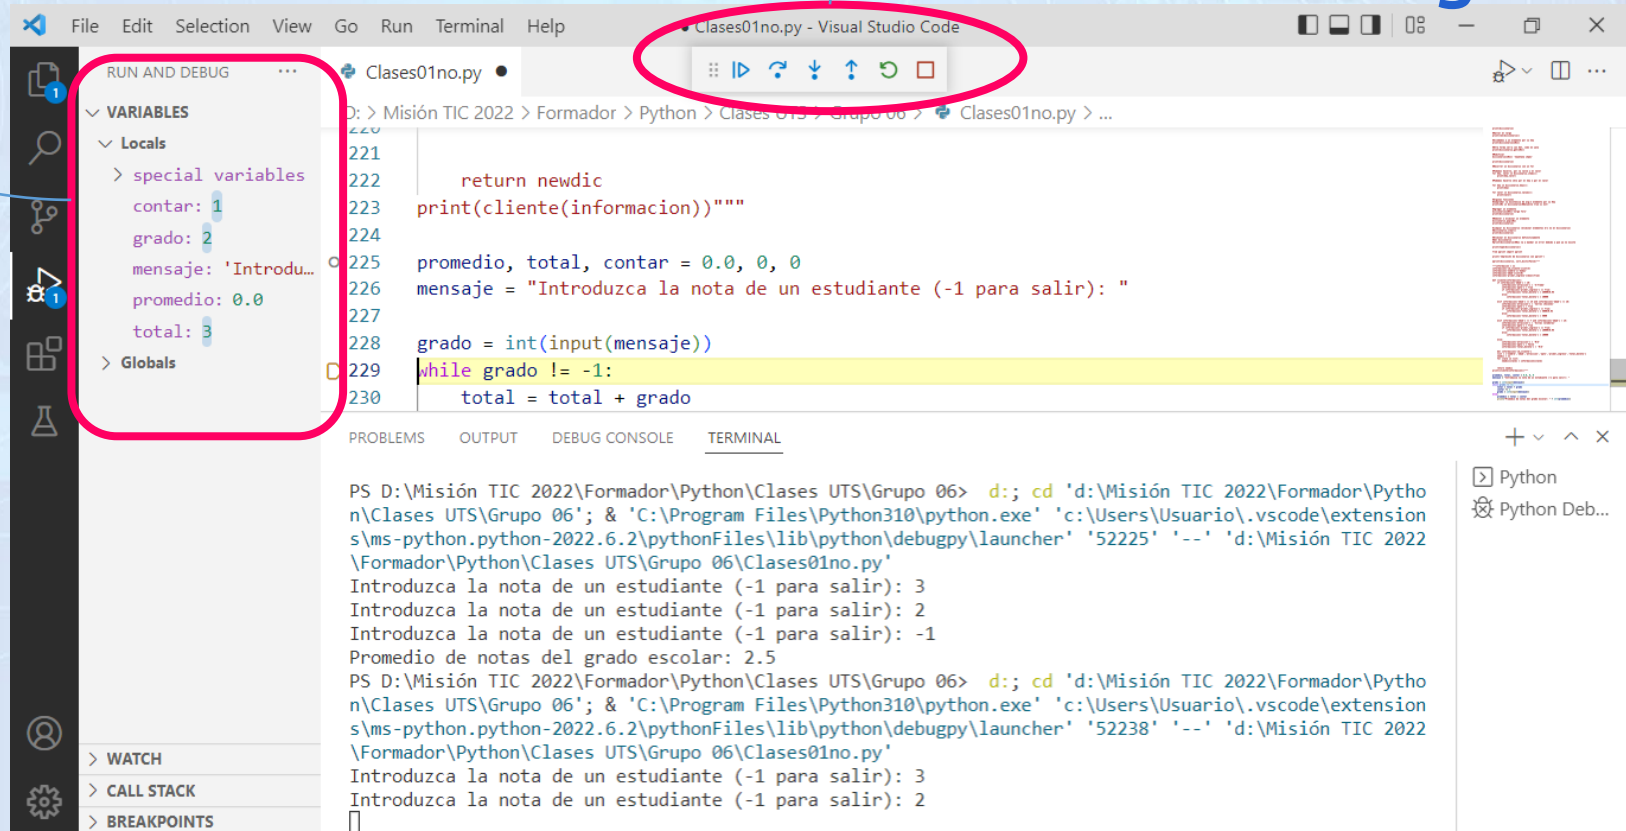 File Edit Selection View Go Run Terminal Help
● Clases01no.py - Visual Studio Code
RUN AND DEBUG ···
Clases01no.py ●
D: > Misión TIC 2022 > Formador > Python > Clases UTS > Grupo 06 > Clases01no.py > ...
VARIABLES
Locals
special variables
contar: 1
grado: 2
mensaje: 'Introdu…
promedio: 0.0
total: 3
Globals
220
221
222 return newdic
223 print(cliente(informacion))"""
224
225 promedio, total, contar = 0.0, 0, 0
226 mensaje = "Introduzca la nota de un estudiante (-1 para salir): "
227
228 grado = int(input(mensaje))
229 while grado != -1:
230 total = total + grado
PROBLEMS OUTPUT DEBUG CONSOLE TERMINAL
PS D:\Misión TIC 2022\Formador\Python\Clases UTS\Grupo 06> d:; cd 'd:\Misión TIC 2022\Formador\Pytho
n\Clases UTS\Grupo 06'; & 'C:\Program Files\Python310\python.exe' 'c:\Users\Usuario\.vscode\extension
s\ms-python.python-2022.6.2\pythonFiles\lib\python\debugpy\launcher' '52225' '--' 'd:\Misión TIC 2022
\Formador\Python\Clases UTS\Grupo 06\Clases01no.py'
Introduzca la nota de un estudiante (-1 para salir): 3
Introduzca la nota de un estudiante (-1 para salir): 2
Introduzca la nota de un estudiante (-1 para salir): -1
Promedio de notas del grado escolar: 2.5
PS D:\Misión TIC 2022\Formador\Python\Clases UTS\Grupo 06> d:; cd 'd:\Misión TIC 2022\Formador\Pytho
n\Clases UTS\Grupo 06'; & 'C:\Program Files\Python310\python.exe' 'c:\Users\Usuario\.vscode\extension
s\ms-python.python-2022.6.2\pythonFiles\lib\python\debugpy\launcher' '52238' '--' 'd:\Misión TIC 2022
\Formador\Python\Clases UTS\Grupo 06\Clases01no.py'
Introduzca la nota de un estudiante (-1 para salir): 3
Introduzca la nota de un estudiante (-1 para salir): 2
Python
Python Deb...
WATCH
CALL STACK
BREAKPOINTS
1
1